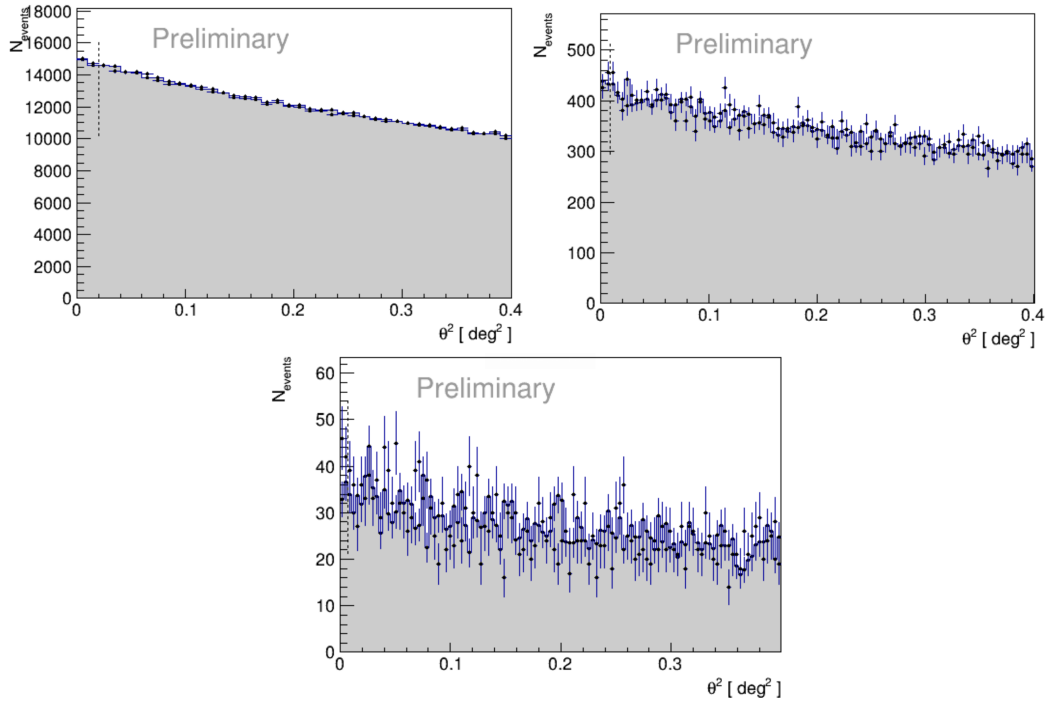 18000
16000
14000
12000
10000
8000
6000
4000
2000
0
N_events
Preliminary
0 0.1 0.2 0.3 0.4
θ² [ deg² ]
500
400
300
200
100
0
N_events
Preliminary
0 0.1 0.2 0.3 0.4
θ² [ deg² ]
60
50
40
30
20
10
0
N_events
Preliminary
0 0.1 0.2 0.3
θ² [ deg² ]